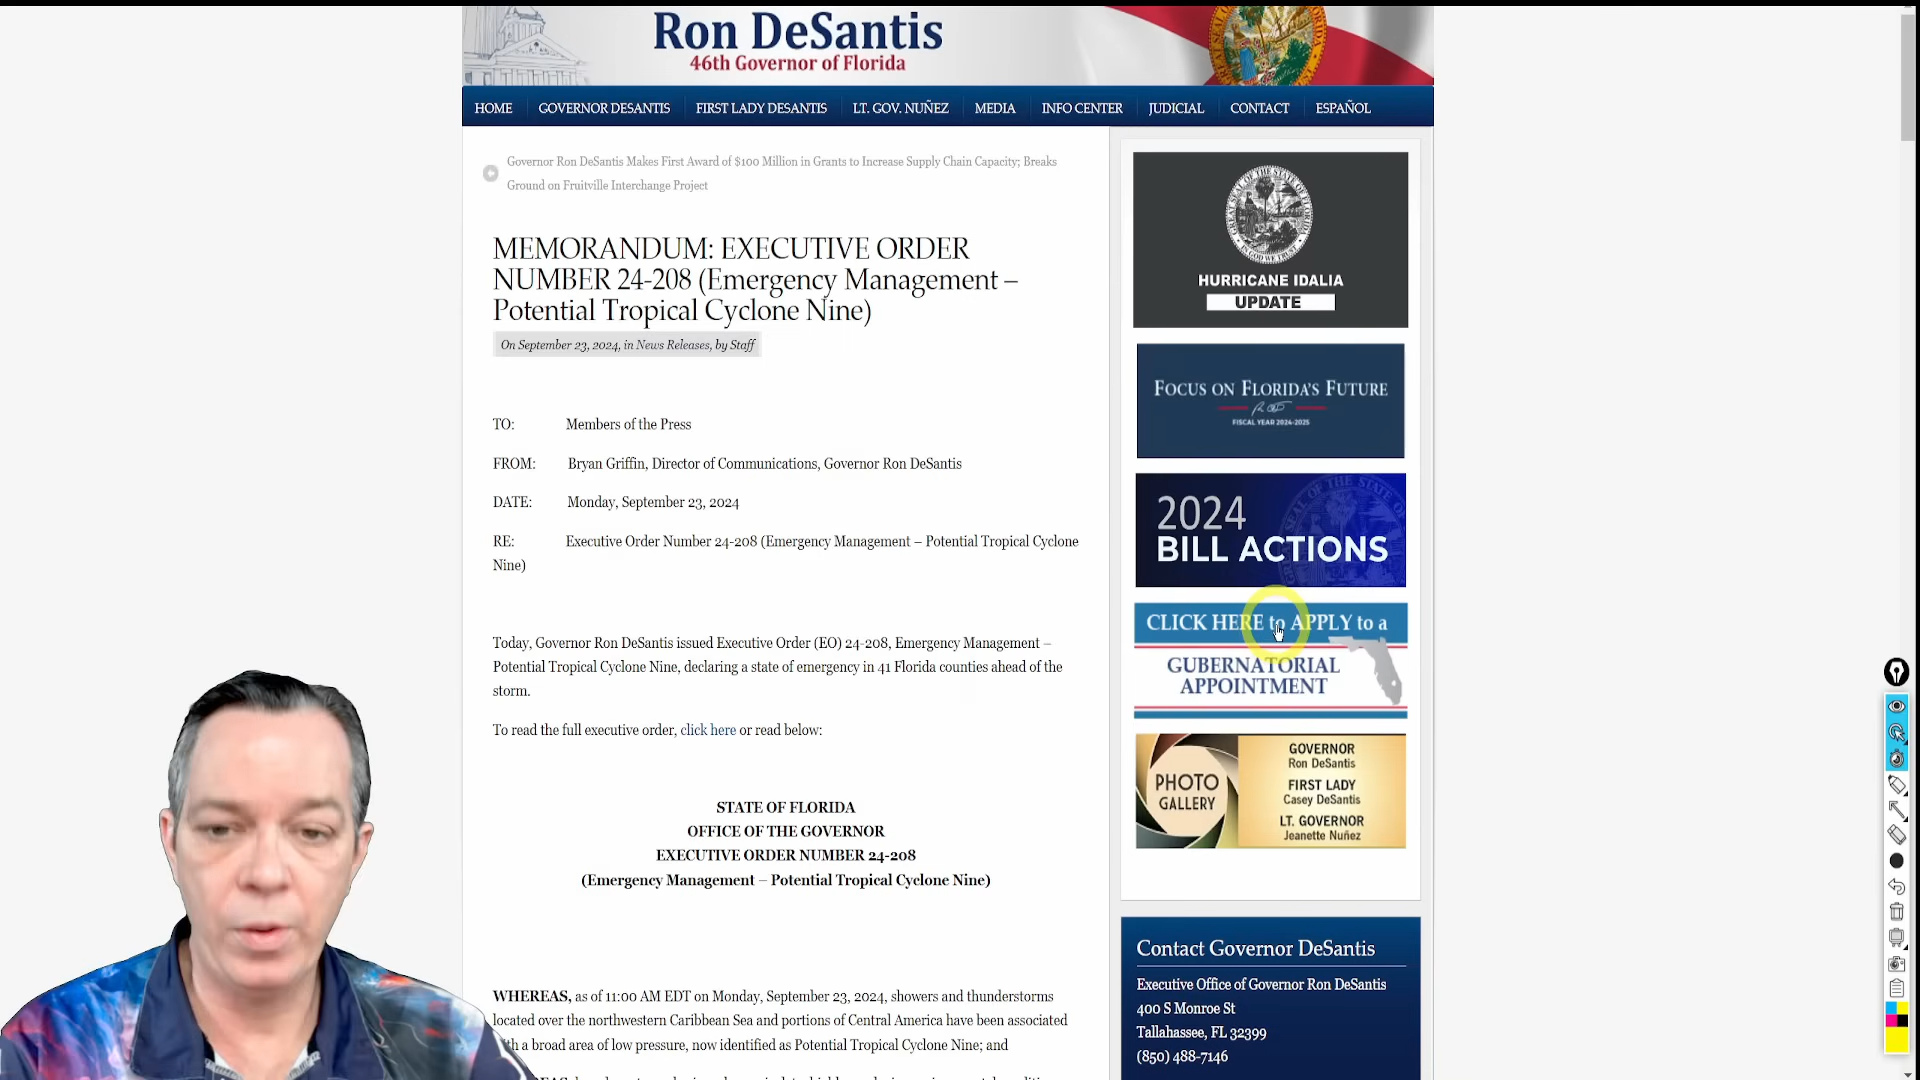 Ron DeSantis
46th Governor of Florida
HOME GOVERNOR DESANTIS FIRST LADY DESANTIS LT. GOV. NUÑEZ MEDIA INFO CENTER JUDICIAL CONTACT ESPAÑOL
Governor Ron DeSantis Makes First Award of $100 Million in Grants to Increase Supply Chain Capacity; Breaks
Ground on Fruitville Interchange Project
MEMORANDUM: EXECUTIVE ORDER
NUMBER 24-208 (Emergency Management –
Potential Tropical Cyclone Nine)
On September 23, 2024, in News Releases, by Staff
TO: Members of the Press
FROM: Bryan Griffin, Director of Communications, Governor Ron DeSantis
DATE: Monday, September 23, 2024
RE: Executive Order Number 24-208 (Emergency Management – Potential Tropical Cyclone
Nine)
Today, Governor Ron DeSantis issued Executive Order (EO) 24-208, Emergency Management –
Potential Tropical Cyclone Nine, declaring a state of emergency in 41 Florida counties ahead of the
storm.
To read the full executive order, click here or read below:
STATE OF FLORIDA
OFFICE OF THE GOVERNOR
EXECUTIVE ORDER NUMBER 24-208
(Emergency Management – Potential Tropical Cyclone Nine)
WHEREAS, as of 11:00 AM EDT on Monday, September 23, 2024, showers and thunderstorms
located over the northwestern Caribbean Sea and portions of Central America have been associated
a broad area of low pressure, now identified as Potential Tropical Cyclone Nine; and
GREAT SEAL OF THE STATE OF FLORIDA
IN GOD WE TRUST
HURRICANE IDALIA
UPDATE
FOCUS ON FLORIDA'S FUTURE
FISCAL YEAR 2024-2025
2024
BILL ACTIONS
CLICK HERE to APPLY to a
GUBERNATORIAL
APPOINTMENT
PHOTO
GALLERY
GOVERNOR
Ron DeSantis
FIRST LADY
Casey DeSantis
LT. GOVERNOR
Jeanette Nuñez
Contact Governor DeSantis
Executive Office of Governor Ron DeSantis
400 S Monroe St
Tallahassee, FL 32399
(850) 488-7146